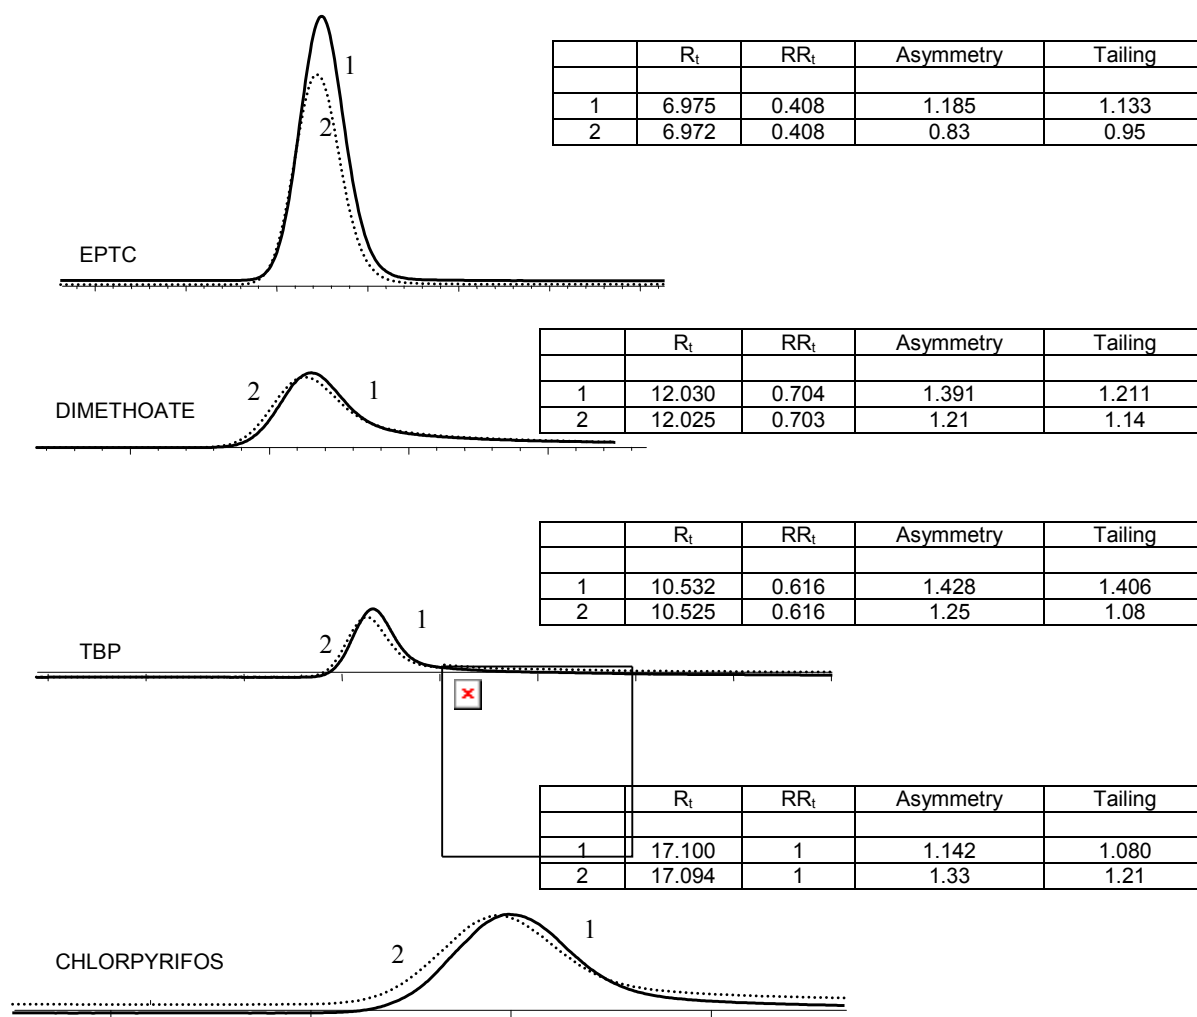 1
2
EPTC
Rt RRt Asymmetry Tailing
1 6.975 0.408 1.185 1.133
2 6.972 0.408 0.83 0.95
2 1
DIMETHOATE
Rt RRt Asymmetry Tailing
1 12.030 0.704 1.391 1.211
2 12.025 0.703 1.21 1.14
1
2
TBP
Rt RRt Asymmetry Tailing
1 10.532 0.616 1.428 1.406
2 10.525 0.616 1.25 1.08
Rt RRt Asymmetry Tailing
1 17.100 1 1.142 1.080
2 17.094 1 1.33 1.21
1
2
CHLORPYRIFOS